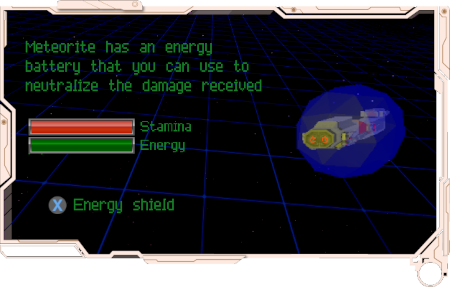 Meteorite has an energy
battery that you can use to
neutralize the damage received
Stamina
Energy
X Energy shield